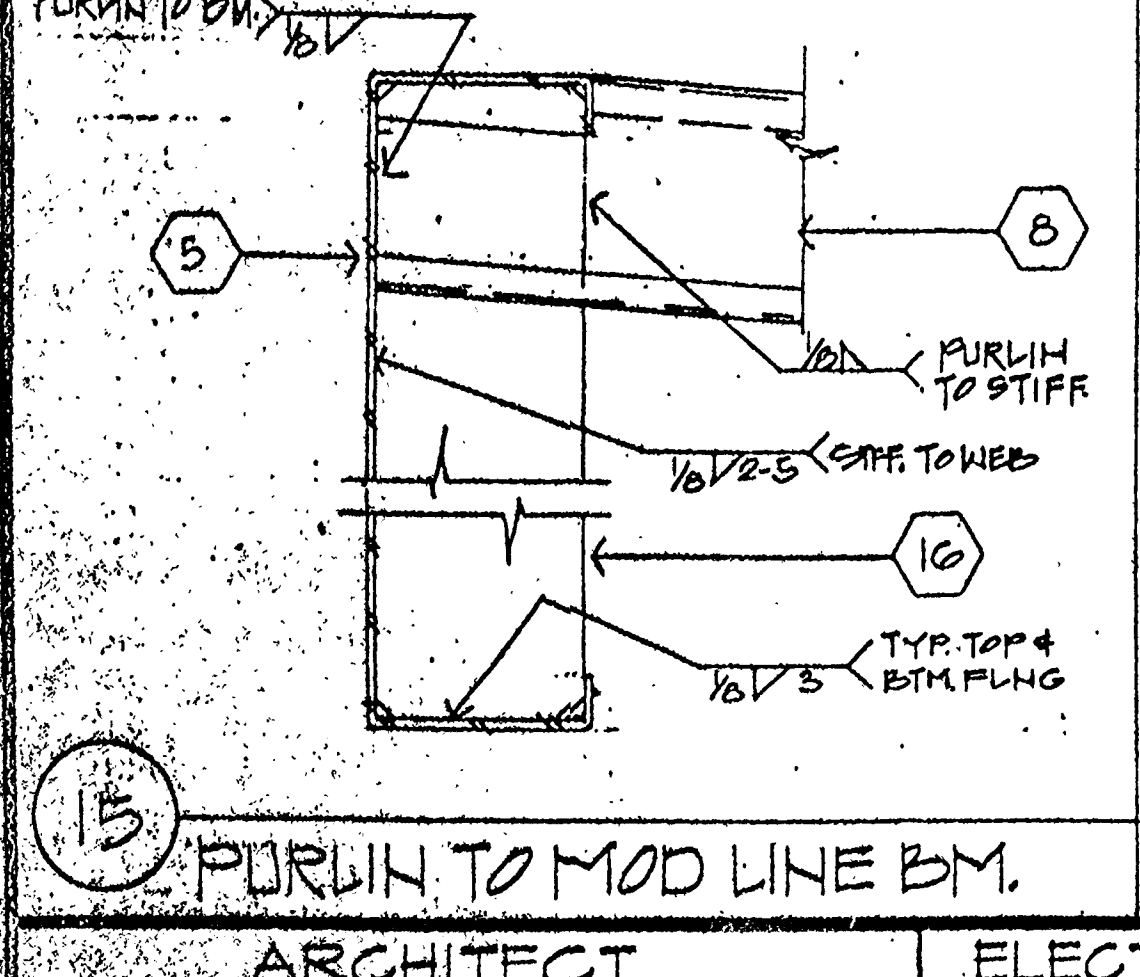 PURLIN TO BM.
1/8
5
8
1/8
PURLIN
TO STIFF.
1/8 2-5
STIFF. TO WEB
16
1/8 3
TYP. TOP &
BTM. FLNG
15
PURLIN TO MOD LINE BM.
ARCHITECT
ELEC